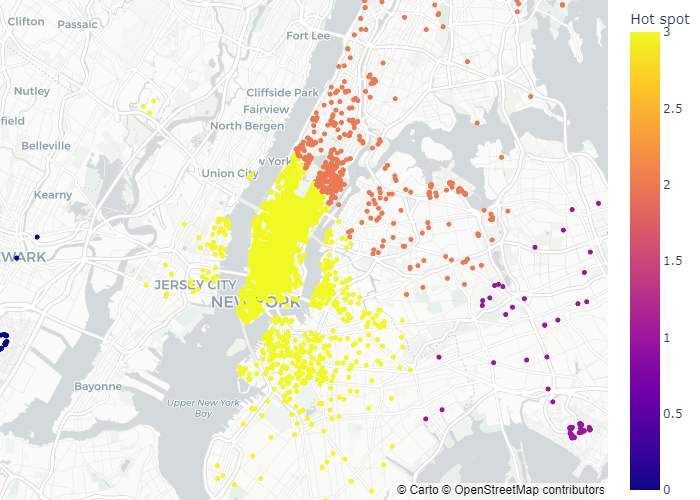 Hot spot
Clifton
Passaic
Fort Lee
Nutley
Cliffside Park
Fairview
North Bergen
field
Belleville
w York
Union City
Kearny
WARK
JERSEY CITY
NEW YORK
Bayonne
Upper New York
Bay
3
2.5
2
1.5
1
0.5
0
© Carto © OpenStreetMap contributors